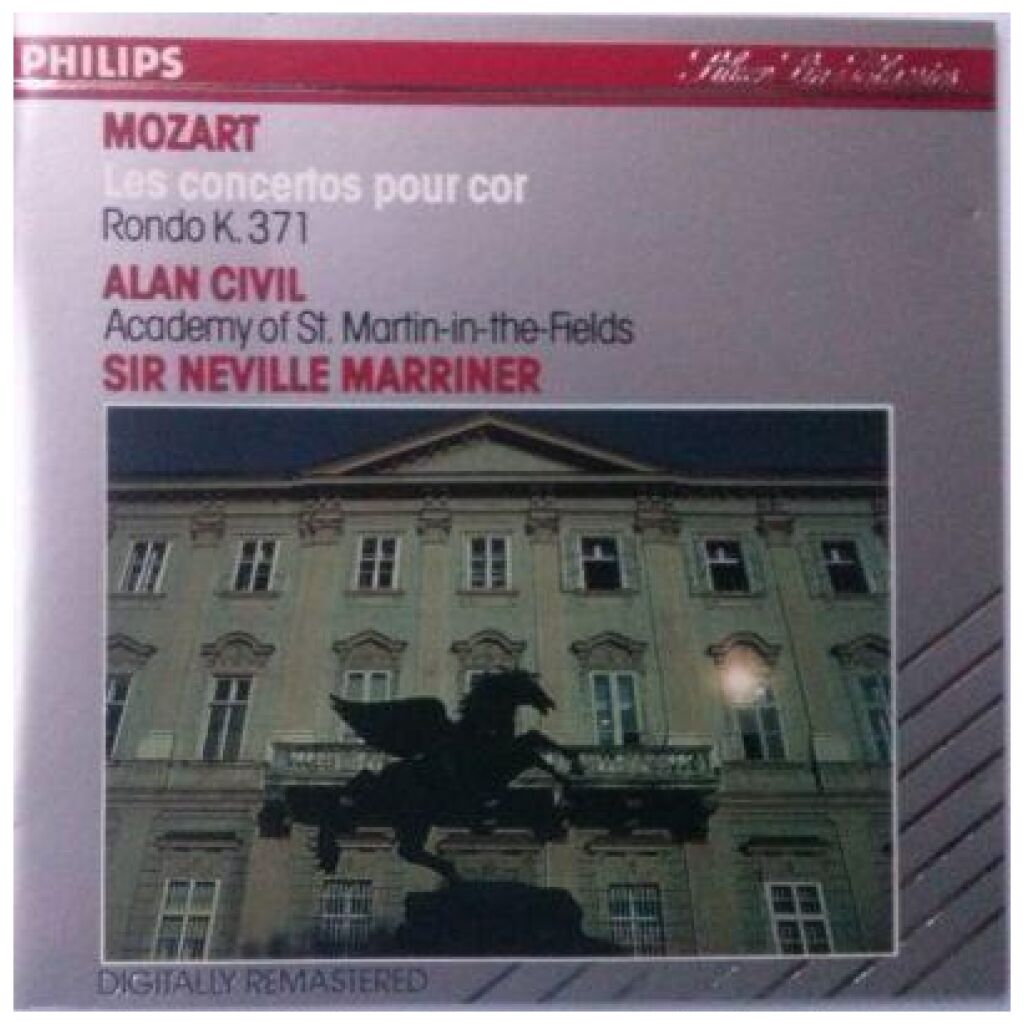 PHILIPS
Silver Line Classics
MOZART
Les concertos pour cor
Rondo K. 371
ALAN CIVIL
Academy of St. Martin-in-the-Fields
SIR NEVILLE MARRINER
DIGITALLY REMASTERED